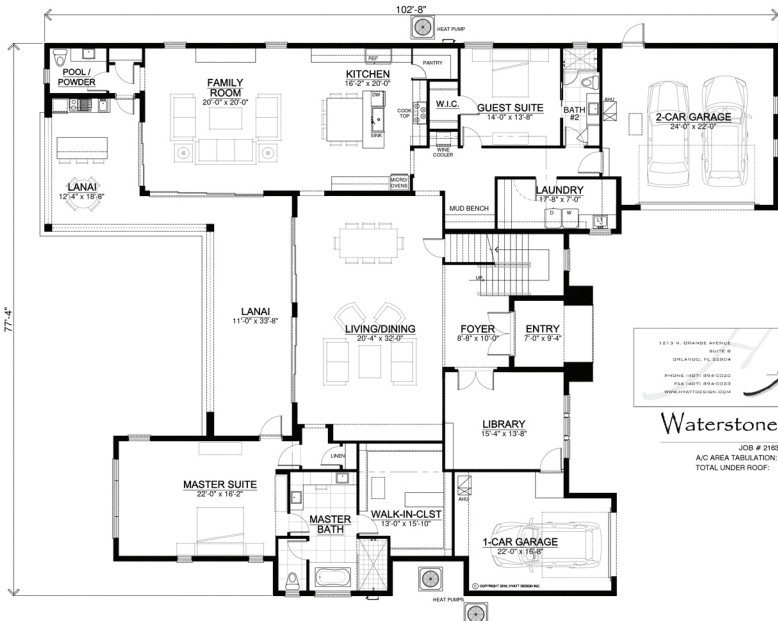 102'-8"
HEAT PUMP
POOL /
POWDER
FAMILY
ROOM
20'-0" x 20'-0"
KITCHEN
16'-2" x 20'-0"
REF
PANTRY
DW
SINK
COOK
TOP
W.I.C.
WINE
COOLER
MICRO
OVENS
GUEST SUITE
14'-0" x 13'-8"
BATH
#2
AHU
2-CAR GARAGE
24'-0" x 22'-0"
LANAI
12'-4" x 18'-8"
MUD BENCH
LAUNDRY
17'-8" x 7'-0"
D W
77'-4"
LANAI
11'-0" x 33'-8"
LIVING/DINING
20'-4" x 32'-0"
UP
FOYER
8'-8" x 10'-0"
ENTRY
7'-0" x 9'-4"
LIBRARY
15'-4" x 13'-8"
1213 N. ORANGE AVENUE
SUITE B
ORLANDO, FL 32804
PHONE (407) 894-0020
FAX (407) 894-0023
WWW.HYATTDESIGN.COM
Waterstone
JOB # 2163
A/C AREA TABULATION:
TOTAL UNDER ROOF:
MASTER SUITE
22'-0" x 16'-2"
LINEN
MASTER
BATH
WALK-IN-CLST
13'-0" x 15'-10"
AHU
1-CAR GARAGE
22'-0" x 16'-8"
HEAT PUMPS